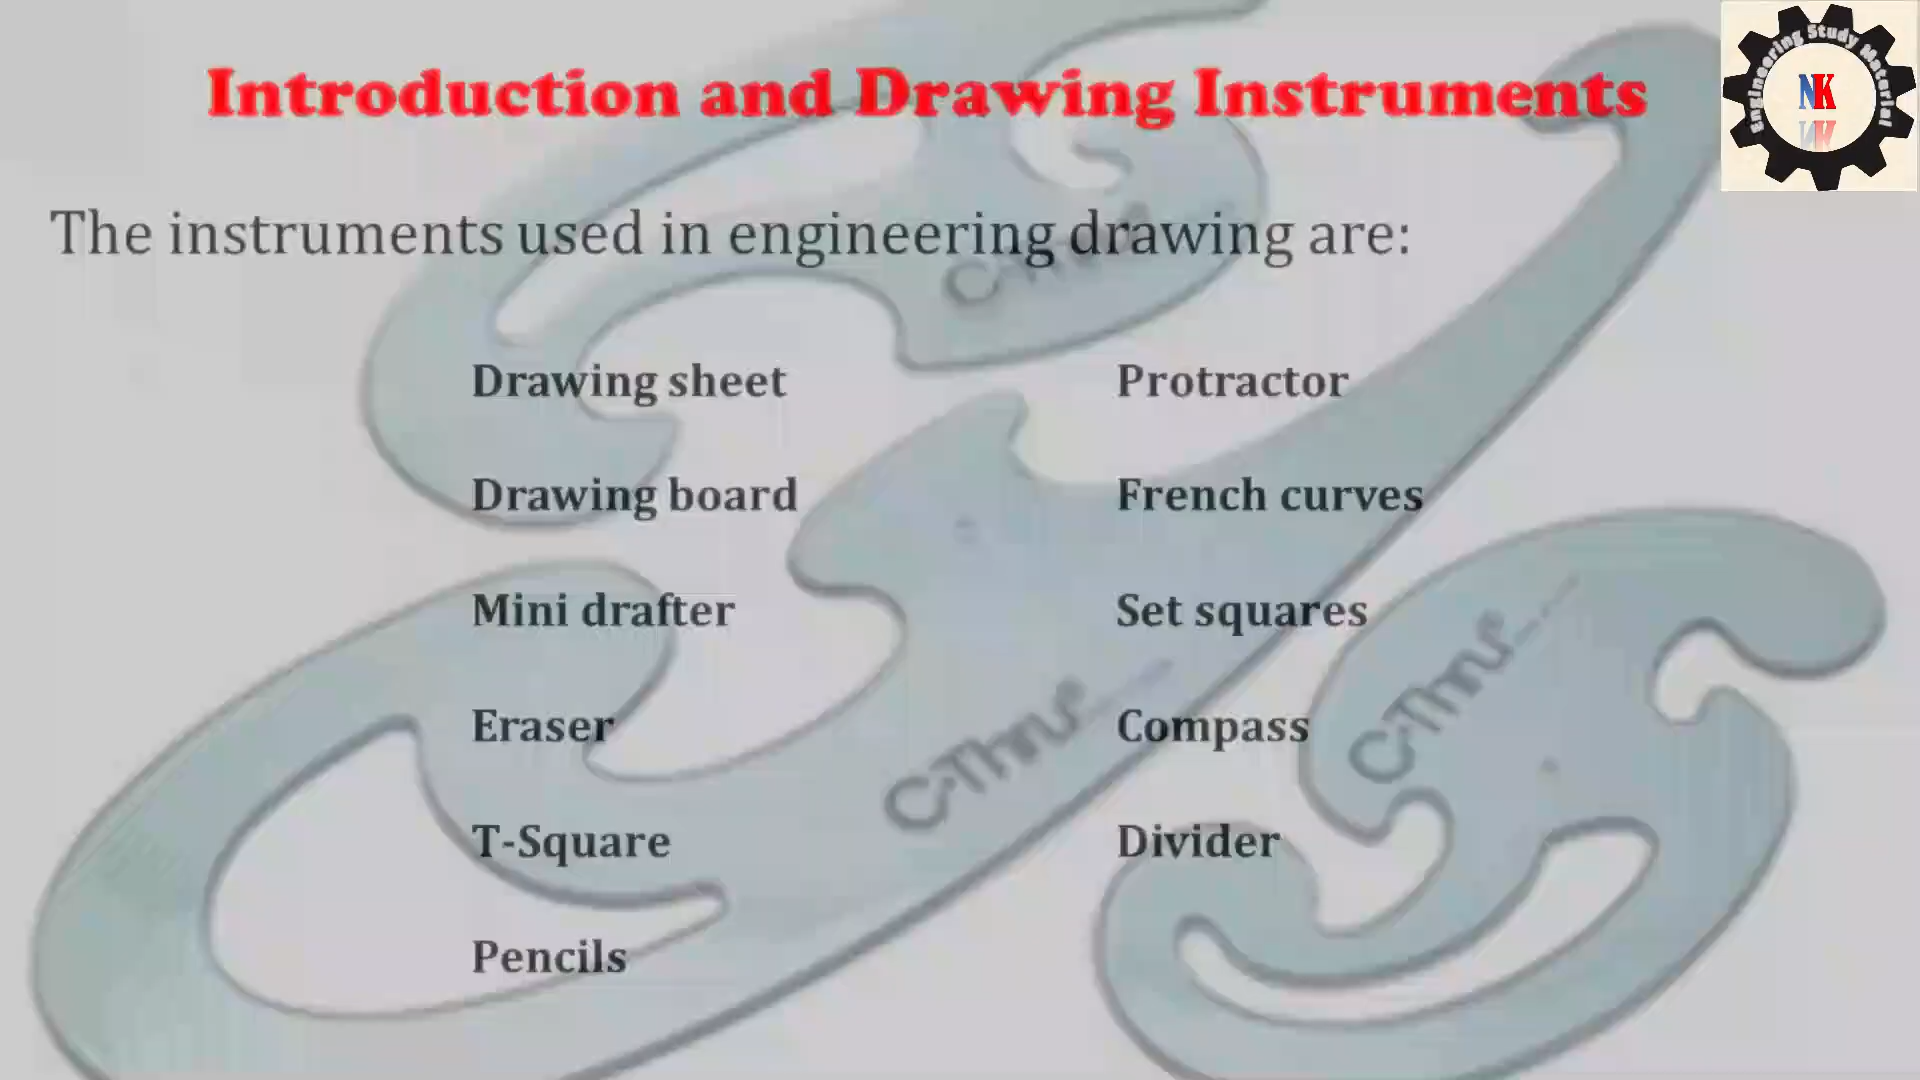 Introduction and Drawing Instruments
Engineering Study Material
NK
The instruments used in engineering drawing are:
Drawing sheet
Drawing board
Mini drafter
Eraser
T-Square
Pencils
Protractor
French curves
Set squares
Compass
Divider
C-Thru®
C-Thru®
C-Thru